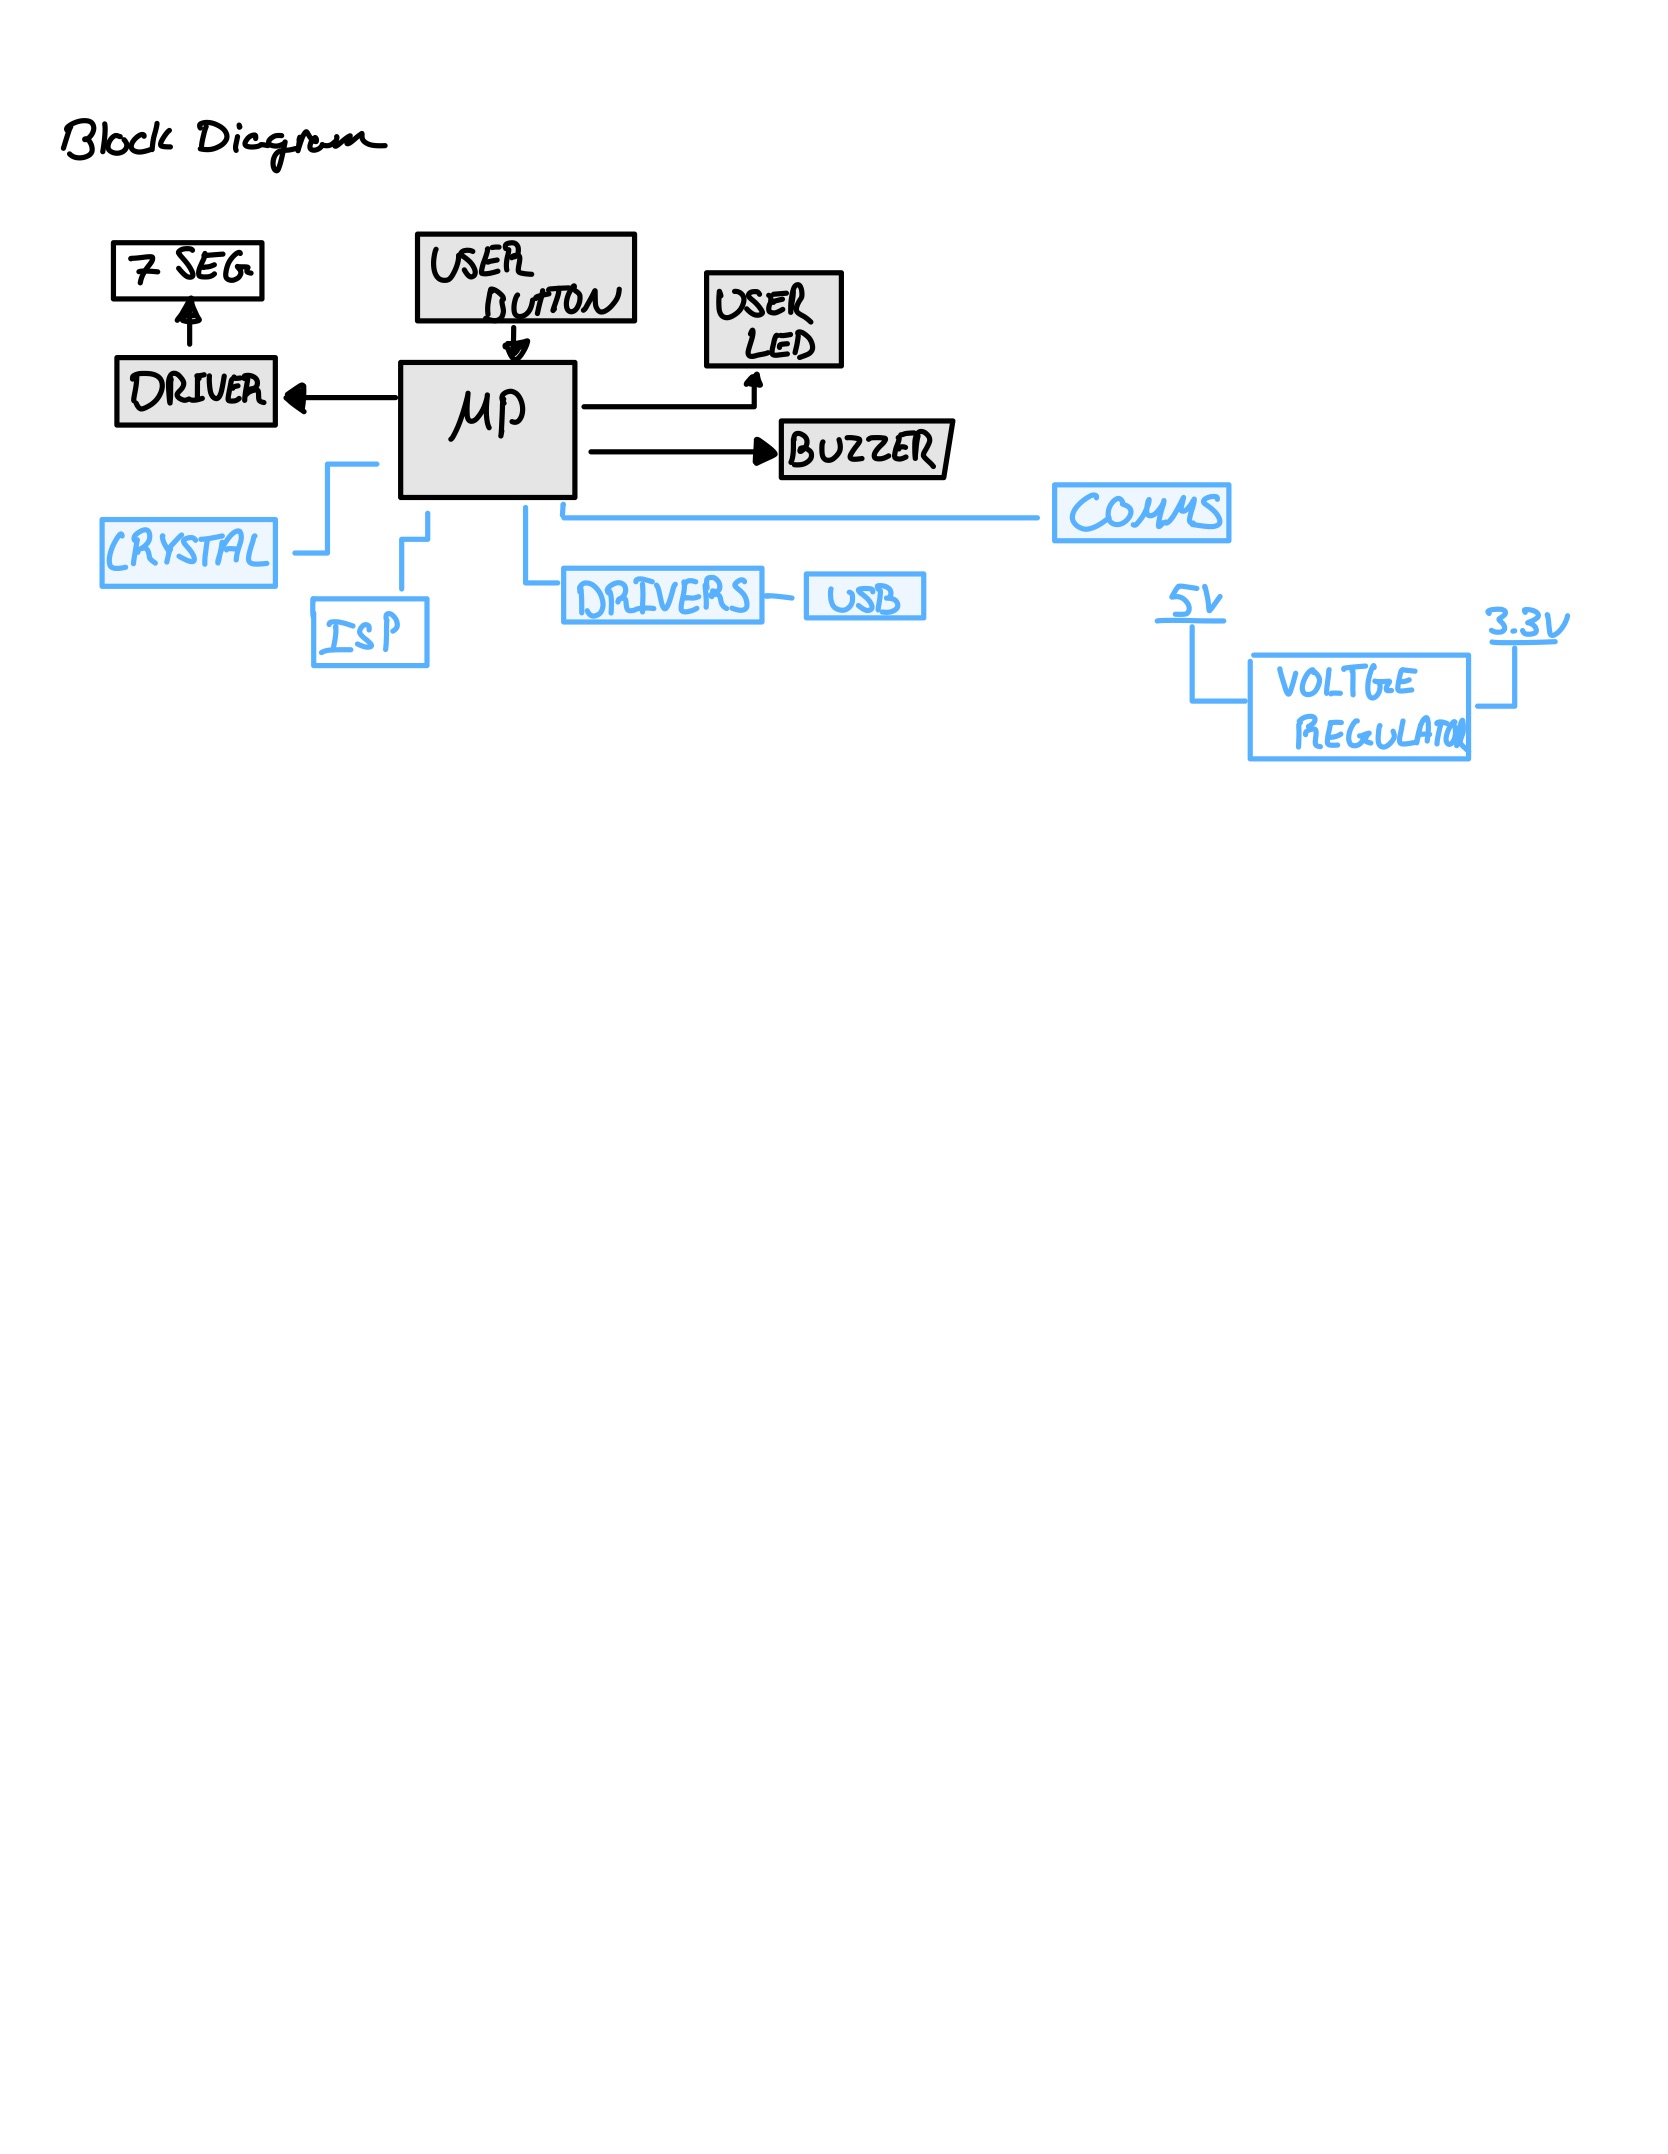 Block Diagram
7 SEG
USER
BUTTON
USER
LED
DRIVER
μP
BUZZER
COMMS
CRYSTAL
DRIVERS
USB
ISP
5V
3.3V
VOLTGE
REGULATOR